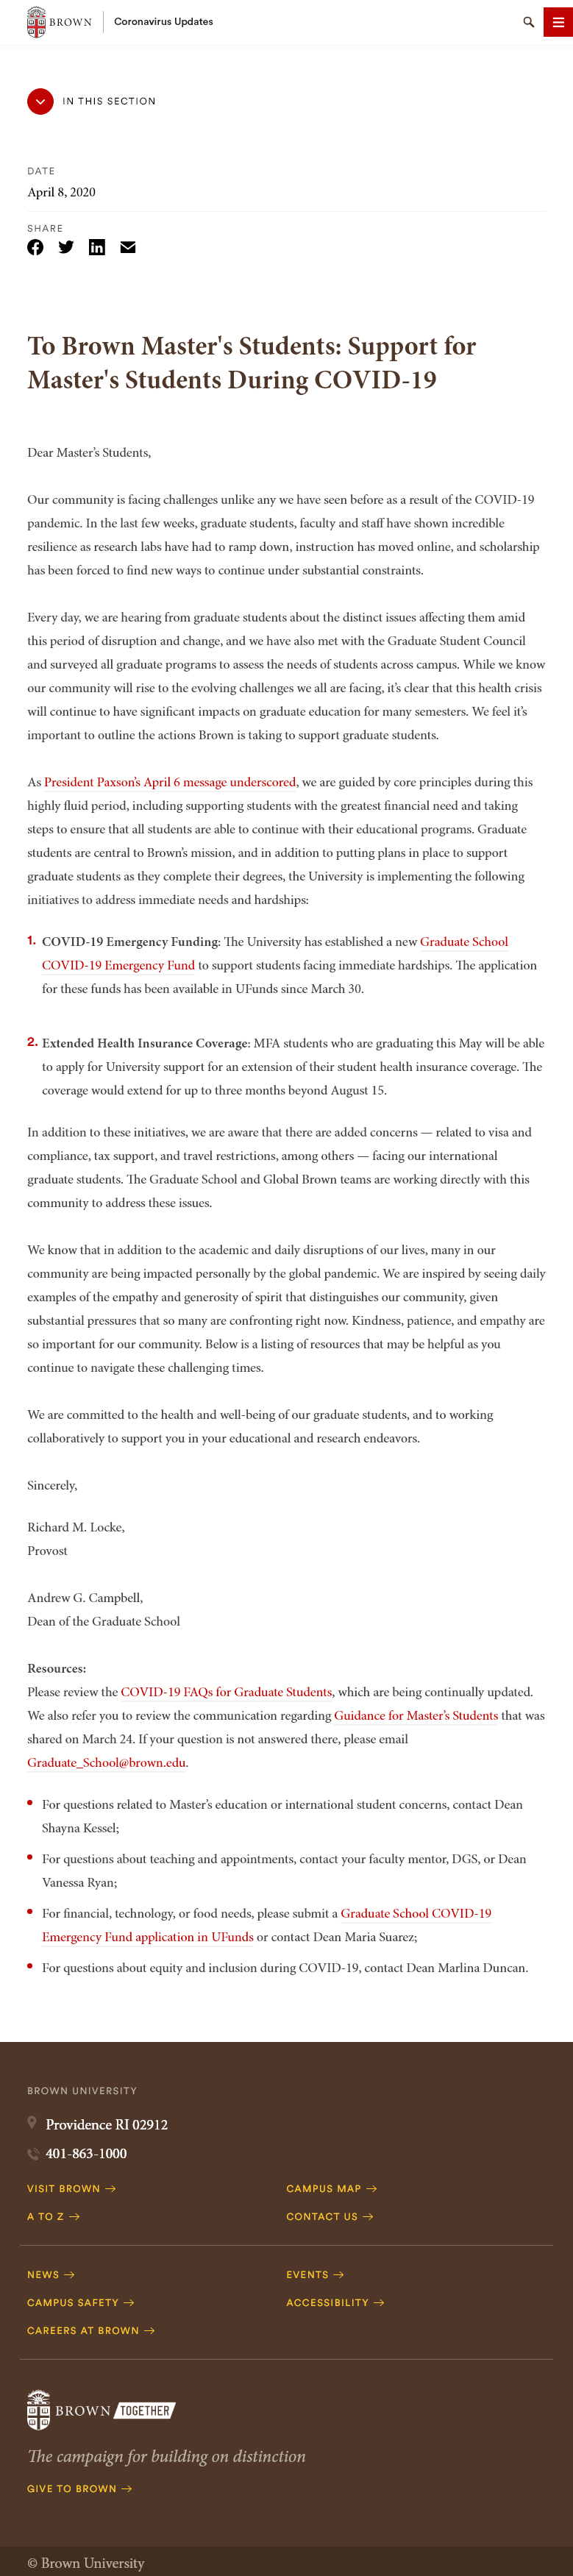 BROWN
Coronavirus Updates
IN THIS SECTION
DATE
April 8, 2020
SHARE
To Brown Master's Students: Support for
Master's Students During COVID-19
Dear Master’s Students,
Our community is facing challenges unlike any we have seen before as a result of the COVID-19
pandemic. In the last few weeks, graduate students, faculty and staff have shown incredible
resilience as research labs have had to ramp down, instruction has moved online, and scholarship
has been forced to find new ways to continue under substantial constraints.
Every day, we are hearing from graduate students about the distinct issues affecting them amid
this period of disruption and change, and we have also met with the Graduate Student Council
and surveyed all graduate programs to assess the needs of students across campus. While we know
our community will rise to the evolving challenges we all are facing, it’s clear that this health crisis
will continue to have significant impacts on graduate education for many semesters. We feel it’s
important to outline the actions Brown is taking to support graduate students.
As President Paxson’s April 6 message underscored, we are guided by core principles during this
highly fluid period, including supporting students with the greatest financial need and taking
steps to ensure that all students are able to continue with their educational programs. Graduate
students are central to Brown’s mission, and in addition to putting plans in place to support
graduate students as they complete their degrees, the University is implementing the following
initiatives to address immediate needs and hardships:
1. COVID-19 Emergency Funding: The University has established a new Graduate School
COVID-19 Emergency Fund to support students facing immediate hardships. The application
for these funds has been available in UFunds since March 30.
2. Extended Health Insurance Coverage: MFA students who are graduating this May will be able
to apply for University support for an extension of their student health insurance coverage. The
coverage would extend for up to three months beyond August 15.
In addition to these initiatives, we are aware that there are added concerns — related to visa and
compliance, tax support, and travel restrictions, among others — facing our international
graduate students. The Graduate School and Global Brown teams are working directly with this
community to address these issues.
We know that in addition to the academic and daily disruptions of our lives, many in our
community are being impacted personally by the global pandemic. We are inspired by seeing daily
examples of the empathy and generosity of spirit that distinguishes our community, given
substantial pressures that so many are confronting right now. Kindness, patience, and empathy are
so important for our community. Below is a listing of resources that may be helpful as you
continue to navigate these challenging times.
We are committed to the health and well-being of our graduate students, and to working
collaboratively to support you in your educational and research endeavors.
Sincerely,
Richard M. Locke,
Provost
Andrew G. Campbell,
Dean of the Graduate School
Resources:
Please review the COVID-19 FAQs for Graduate Students, which are being continually updated.
We also refer you to review the communication regarding Guidance for Master’s Students that was
shared on March 24. If your question is not answered there, please email
Graduate_School@brown.edu.
For questions related to Master’s education or international student concerns, contact Dean
Shayna Kessel;
For questions about teaching and appointments, contact your faculty mentor, DGS, or Dean
Vanessa Ryan;
For financial, technology, or food needs, please submit a Graduate School COVID-19
Emergency Fund application in UFunds or contact Dean Maria Suarez;
For questions about equity and inclusion during COVID-19, contact Dean Marlina Duncan.
BROWN UNIVERSITY
Providence RI 02912
401-863-1000
VISIT BROWN
CAMPUS MAP
A TO Z
CONTACT US
NEWS
EVENTS
CAMPUS SAFETY
ACCESSIBILITY
CAREERS AT BROWN
BROWN TOGETHER
The campaign for building on distinction
GIVE TO BROWN
© Brown University